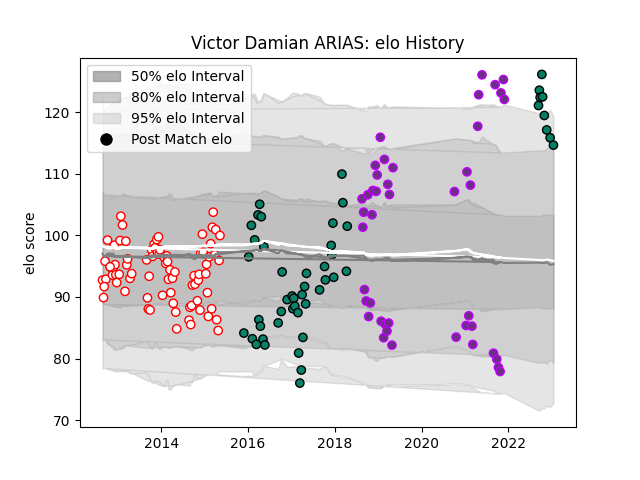 Victor Damian ARIAS: elo History
50% elo Interval
80% elo Interval
95% elo Interval
Post Match elo
elo score
120
110
100
90
80
70
2014 2016 2018 2020 2022